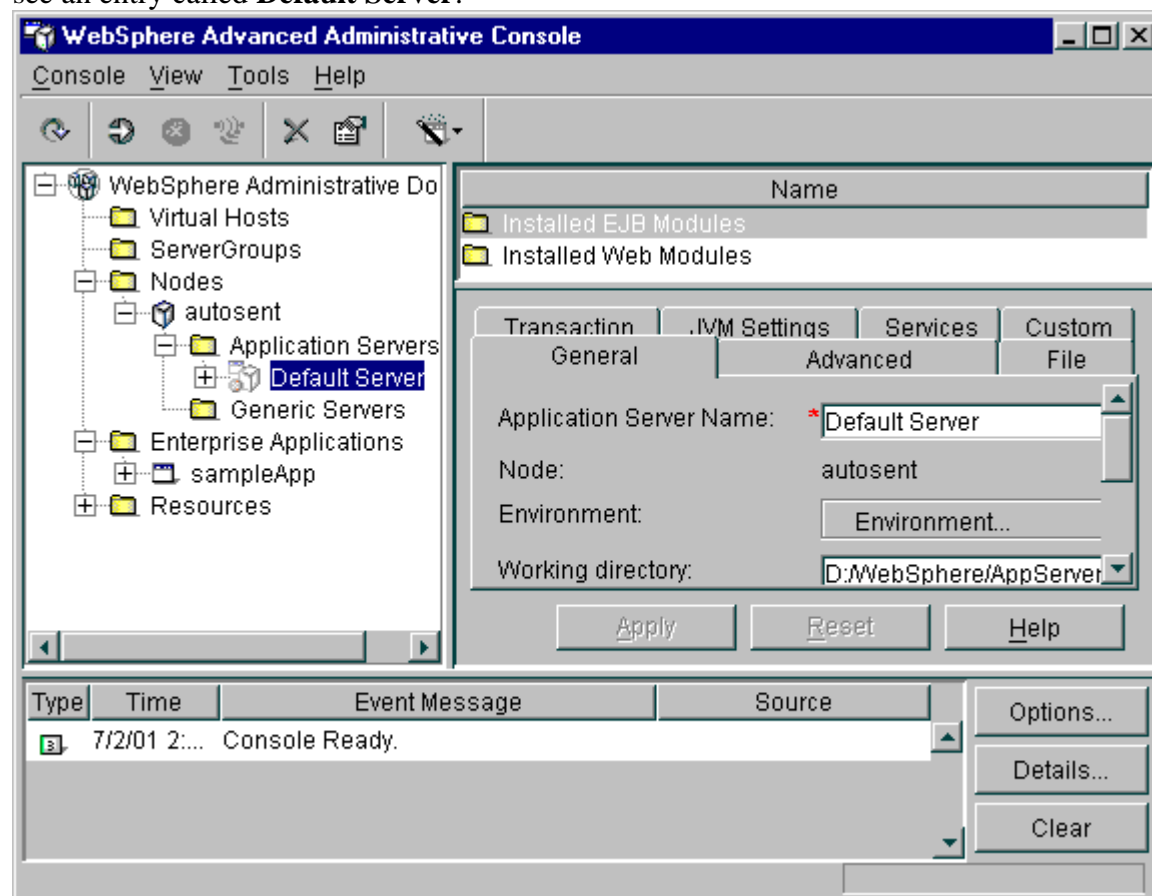 see an entry called Default Server.
WebSphere Advanced Administrative Console
Console View Tools Help
WebSphere Administrative Do
Virtual Hosts
ServerGroups
Nodes
autosent
Application Servers
Default Server
Generic Servers
Enterprise Applications
sampleApp
Resources
Name
Installed EJB Modules
Installed Web Modules
Transaction JVM Settings Services Custom
General Advanced File
Application Server Name: *Default Server
Node: autosent
Environment: Environment...
Working directory: D:/WebSphere/AppServer
Apply Reset Help
Type Time Event Message Source
7/2/01 2:... Console Ready.
Options...
Details...
Clear